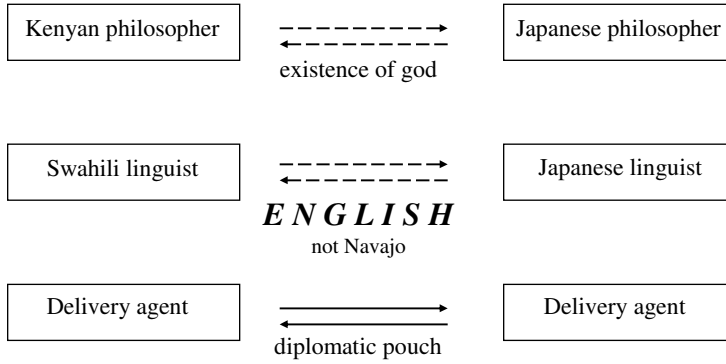 Kenyan philosopher
Japanese philosopher
existence of god
Swahili linguist
Japanese linguist
ENGLISH
not Navajo
Delivery agent
Delivery agent
diplomatic pouch